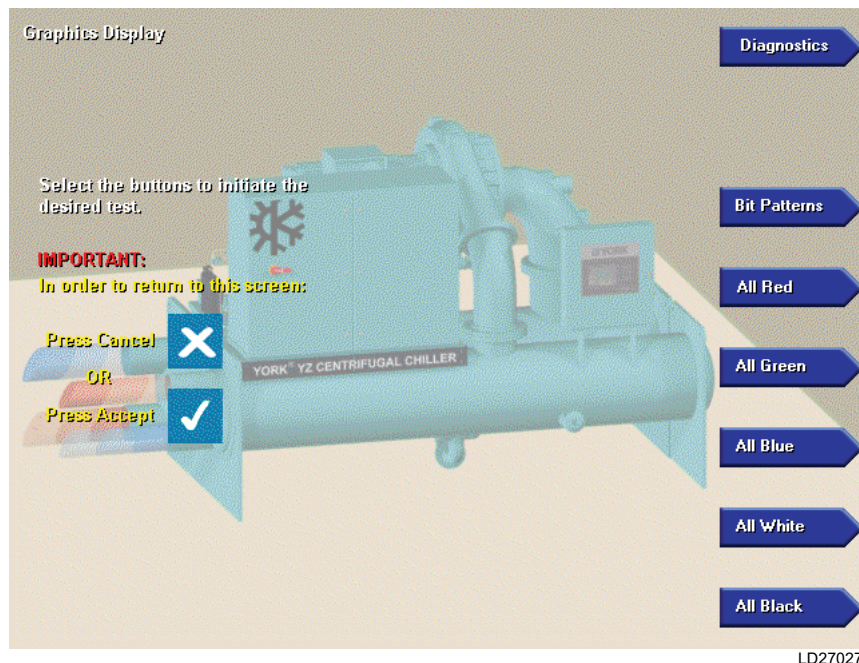 Graphics Display
Diagnostics
Select the buttons to initiate the
desired test.
IMPORTANT:
In order to return to this screen:
Press Cancel
OR
Press Accept
YORK
YORK® YZ CENTRIFUGAL CHILLER
Bit Patterns
All Red
All Green
All Blue
All White
All Black
LD27027